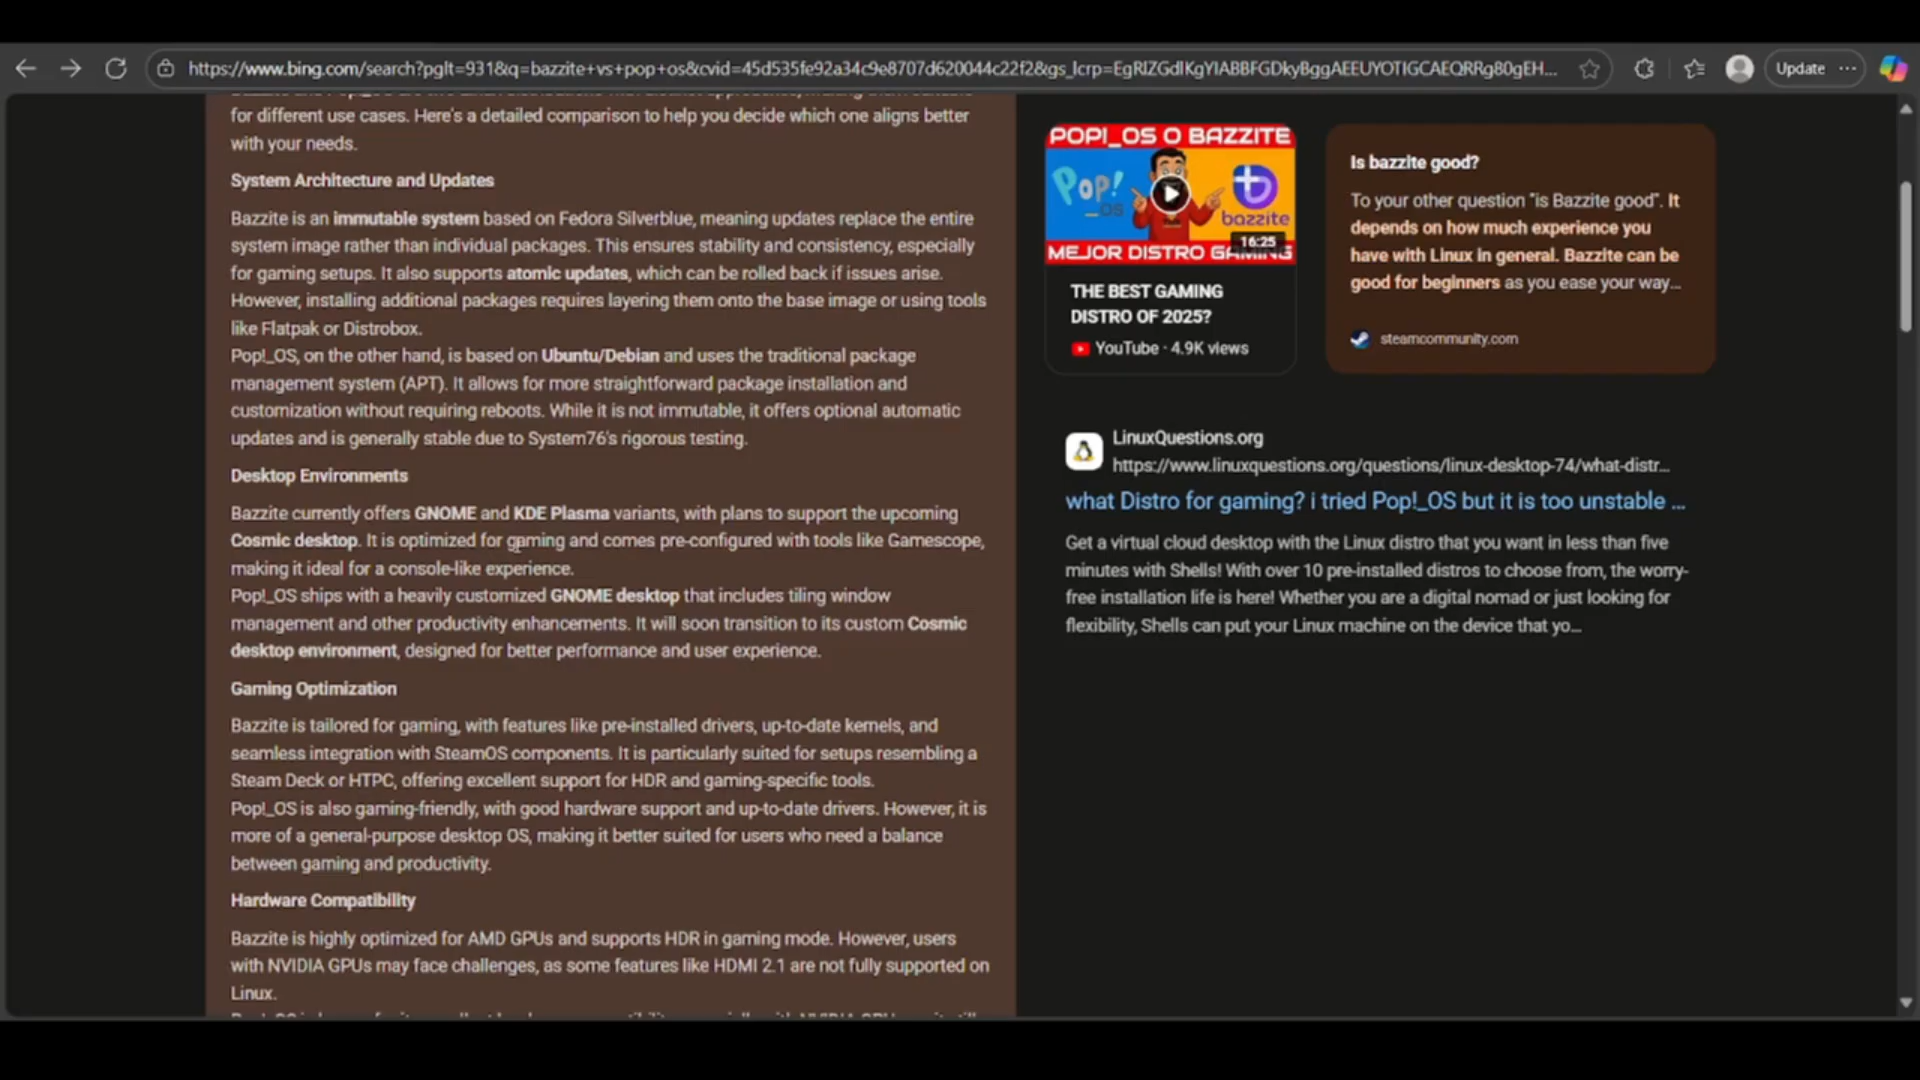 https://www.bing.com/search?pglt=931&q=bazzite+vs+pop+os&cvid=45d535fe92a34c9e8707d620044c22f2&gs_lcrp=EgRlZGdlKgYIABBFGDkyBggAEEUYOTIGCAEQRRg80gEH...
Update
for different use cases. Here's a detailed comparison to help you decide which one aligns better
with your needs.
System Architecture and Updates
Bazzite is an immutable system based on Fedora Silverblue, meaning updates replace the entire
system image rather than individual packages. This ensures stability and consistency, especially
for gaming setups. It also supports atomic updates, which can be rolled back if issues arise.
However, installing additional packages requires layering them onto the base image or using tools
like Flatpak or Distrobox.
Pop!_OS, on the other hand, is based on Ubuntu/Debian and uses the traditional package
management system (APT). It allows for more straightforward package installation and
customization without requiring reboots. While it is not immutable, it offers optional automatic
updates and is generally stable due to System76's rigorous testing.
Desktop Environments
Bazzite currently offers GNOME and KDE Plasma variants, with plans to support the upcoming
Cosmic desktop. It is optimized for gaming and comes pre-configured with tools like Gamescope,
making it ideal for a console-like experience.
Pop!_OS ships with a heavily customized GNOME desktop that includes tiling window
management and other productivity enhancements. It will soon transition to its custom Cosmic
desktop environment, designed for better performance and user experience.
Gaming Optimization
Bazzite is tailored for gaming, with features like pre-installed drivers, up-to-date kernels, and
seamless integration with SteamOS components. It is particularly suited for setups resembling a
Steam Deck or HTPC, offering excellent support for HDR and gaming-specific tools.
Pop!_OS is also gaming-friendly, with good hardware support and up-to-date drivers. However, it is
more of a general-purpose desktop OS, making it better suited for users who need a balance
between gaming and productivity.
Hardware Compatibility
Bazzite is highly optimized for AMD GPUs and supports HDR in gaming mode. However, users
with NVIDIA GPUs may face challenges, as some features like HDMI 2.1 are not fully supported on
Linux.
POP!_OS O BAZZITE
Pop!
_OS
bazzite
16:25
MEJOR DISTRO GAMING
THE BEST GAMING
DISTRO OF 2025?
YouTube · 4.9K views
Is bazzite good?
To your other question "is Bazzite good". It
depends on how much experience you
have with Linux in general. Bazzite can be
good for beginners as you ease your way...
steamcommunity.com
LinuxQuestions.org
https://www.linuxquestions.org/questions/linux-desktop-74/what-distr...
what Distro for gaming? i tried Pop!_OS but it is too unstable ...
Get a virtual cloud desktop with the Linux distro that you want in less than five
minutes with Shells! With over 10 pre-installed distros to choose from, the worry-
free installation life is here! Whether you are a digital nomad or just looking for
flexibility, Shells can put your Linux machine on the device that yo...